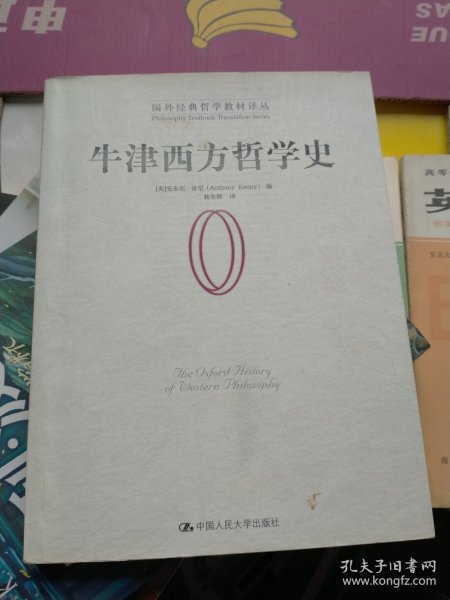 国外经典哲学教材译丛
Philosophy Textbook Translation Series
牛津西方哲学史
[英]安东尼·肯尼 (Anthony Kenny) 编
韩东晖 译
The Oxford History
of Western Philosophy
中国人民大学出版社
高等
英
孔夫子旧书网
www.kongfz.com